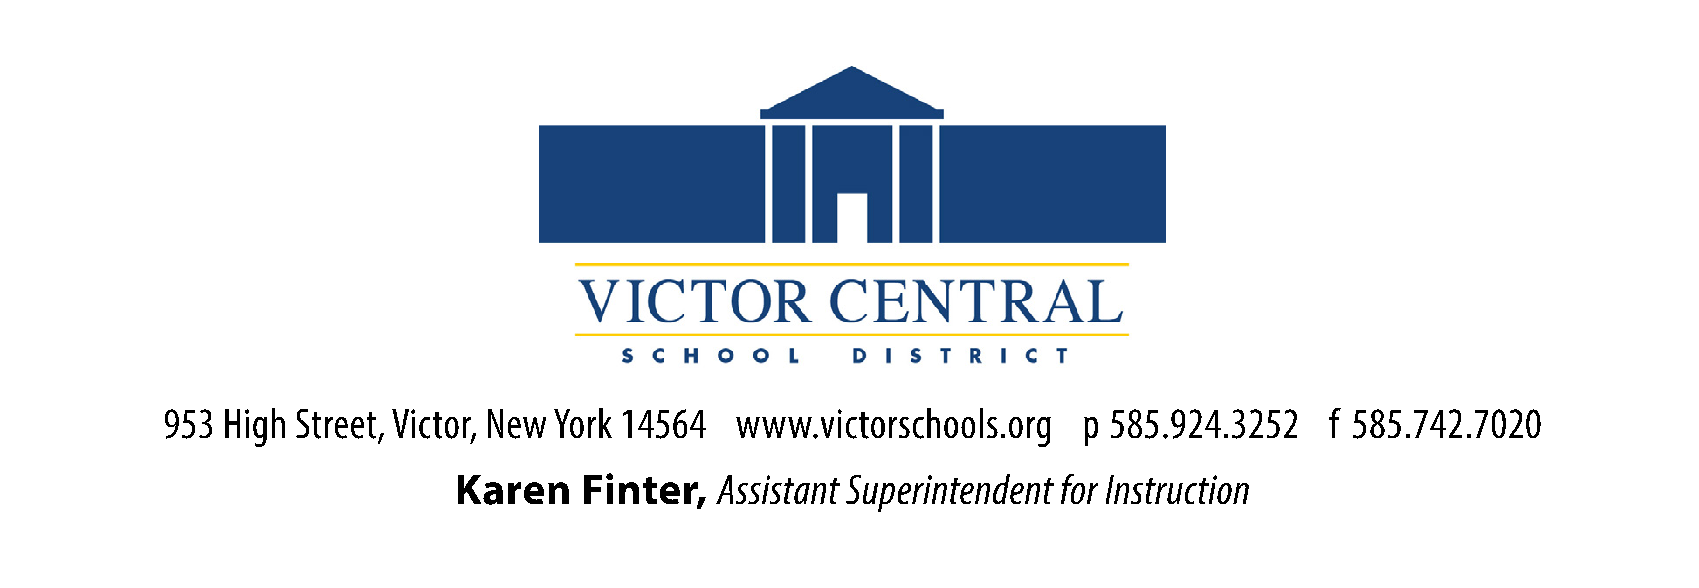 VICTOR CENTRAL
SCHOOL DISTRICT
953 High Street, Victor, New York 14564 www.victorschools.org p 585.924.3252 f 585.742.7020
Karen Finter, Assistant Superintendent for Instruction